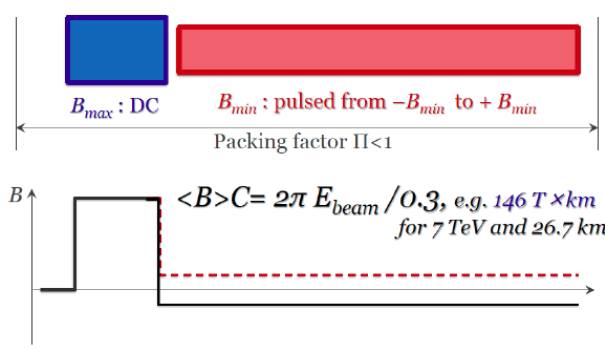 B_max : DC
B_min : pulsed from −B_min to + B_min
Packing factor Π<1
B
<B>C= 2π E_beam /0.3, e.g. 146 T×km
for 7 TeV and 26.7 km